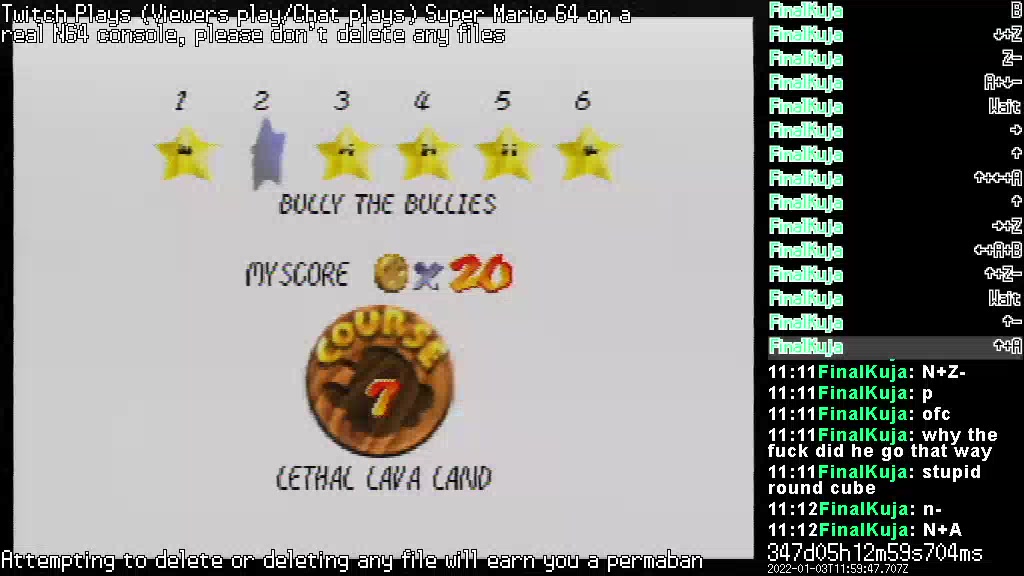 Twitch Plays (Viewers play/Chat plays) Super Mario 64 on a
real N64 console, please don't delete any files
1 2 3 4 5 6
BULLY THE BULLIES
MY SCORE × 20
COURSE
7
LETHAL LAVA LAND
Attempting to delete or deleting any file will earn you a permaban
FinalKuja B
FinalKuja ↓+Z
FinalKuja Z-
FinalKuja A+↓-
FinalKuja Wait
FinalKuja →
FinalKuja ↑
FinalKuja
FinalKuja ↑
FinalKuja
FinalKuja
FinalKuja ↑+Z-
FinalKuja Wait
FinalKuja ↑-
FinalKuja ↑+A
11:11FinalKuja: N+Z-
11:11FinalKuja: p
11:11FinalKuja: ofc
11:11FinalKuja: why the
fuck did he go that way
11:11FinalKuja: stupid
round cube
11:12FinalKuja: n-
11:12FinalKuja: N+A
347d05h12m59s704ms
2022-01-03T11:59:47.707Z